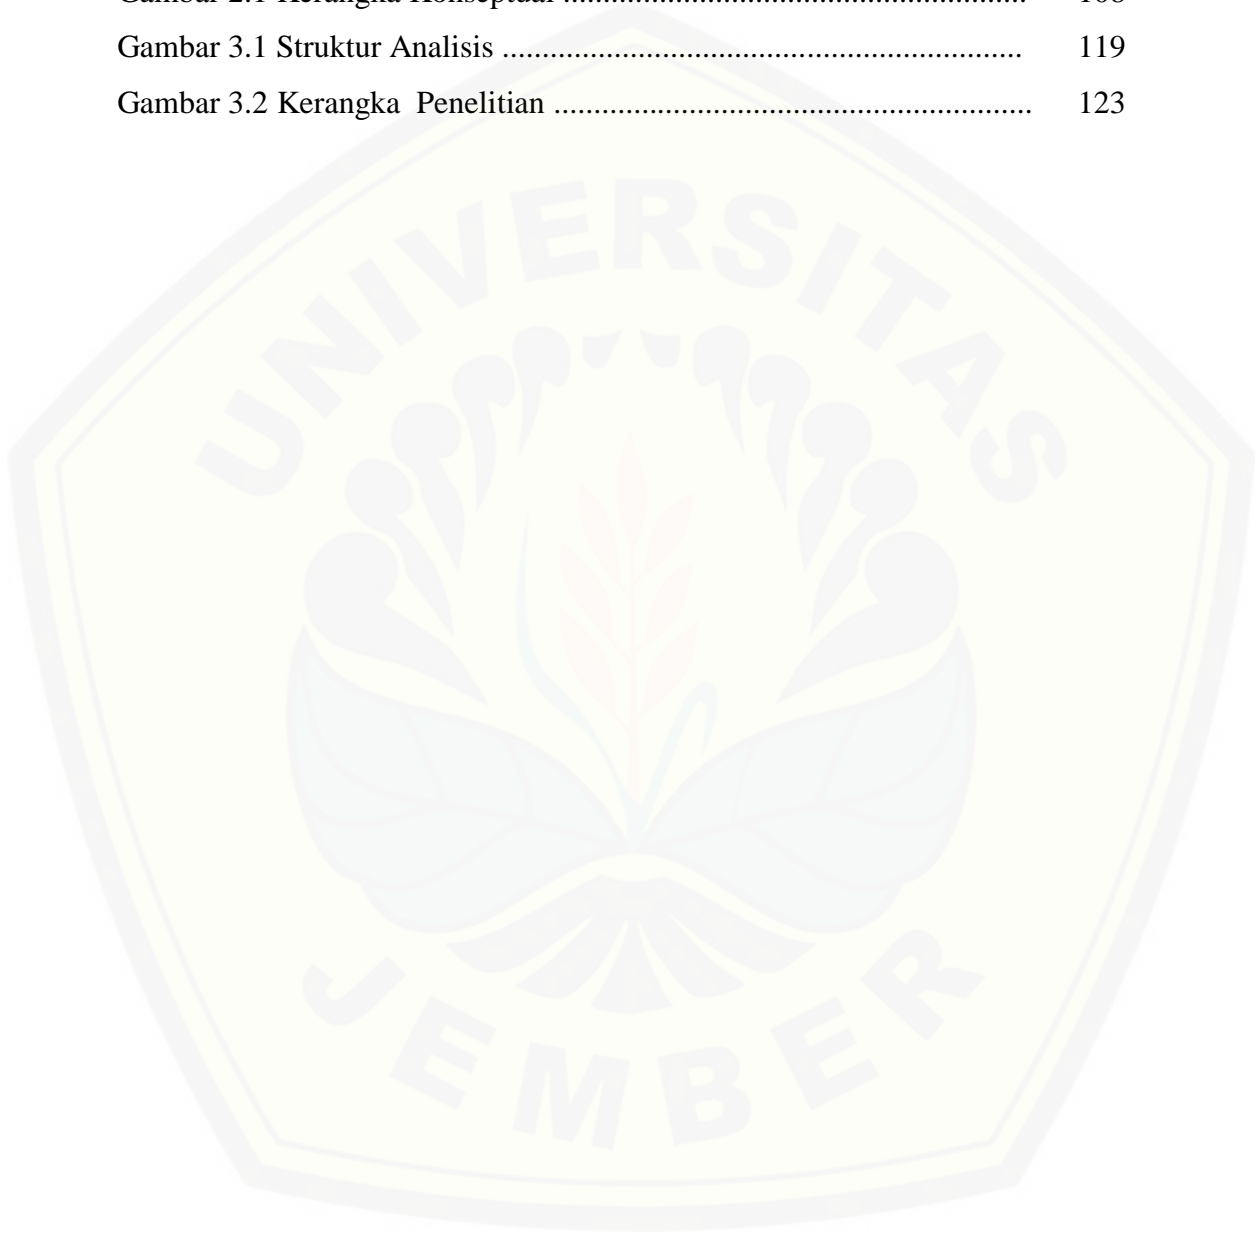 Gambar 2.1 Kerangka Konseptual .......................................................... 108
Gambar 3.1 Struktur Analisis ................................................................. 119
Gambar 3.2 Kerangka  Penelitian ............................................................ 123
UNIVERSITAS
JEMBER